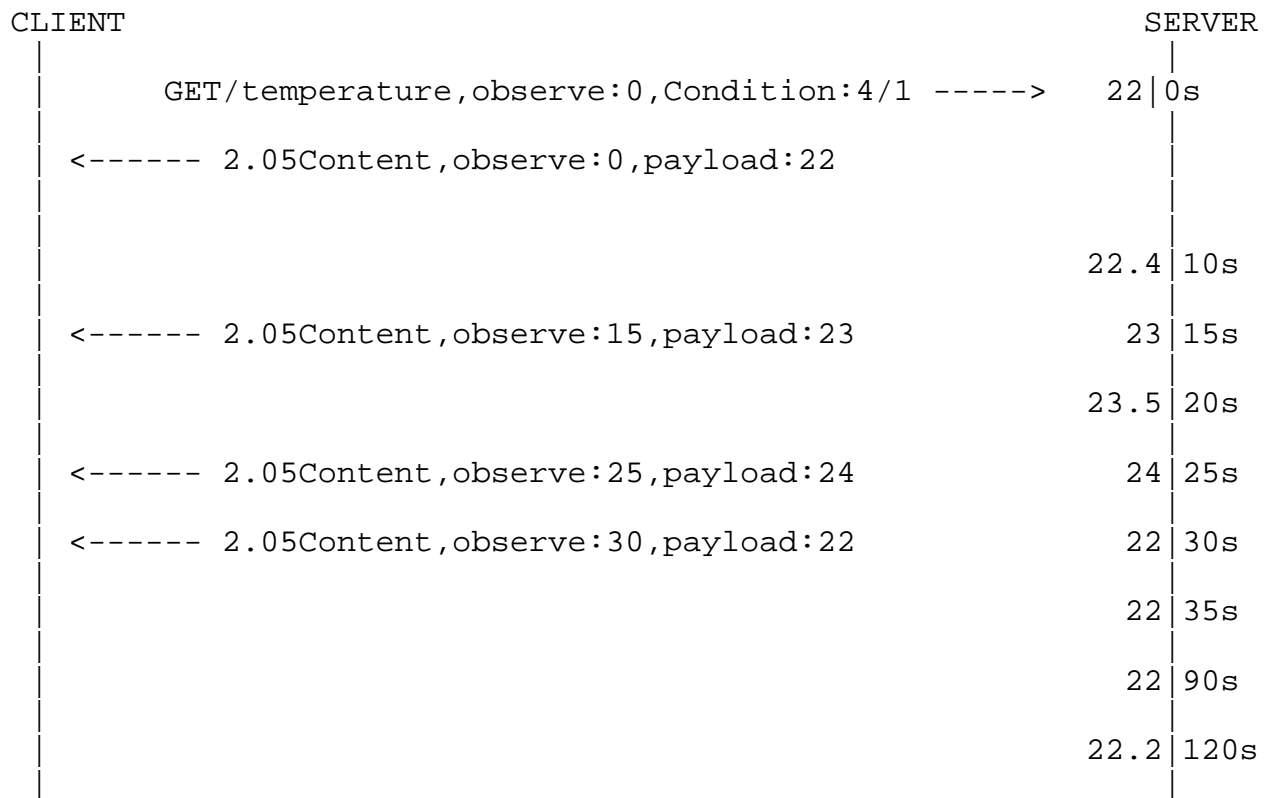 CLIENT SERVER
GET/temperature,observe:0,Condition:4/1 -----> 22|0s
<------ 2.05Content,observe:0,payload:22
22.4|10s
<------ 2.05Content,observe:15,payload:23 23|15s
23.5|20s
<------ 2.05Content,observe:25,payload:24 24|25s
<------ 2.05Content,observe:30,payload:22 22|30s
22|35s
22|90s
22.2|120s